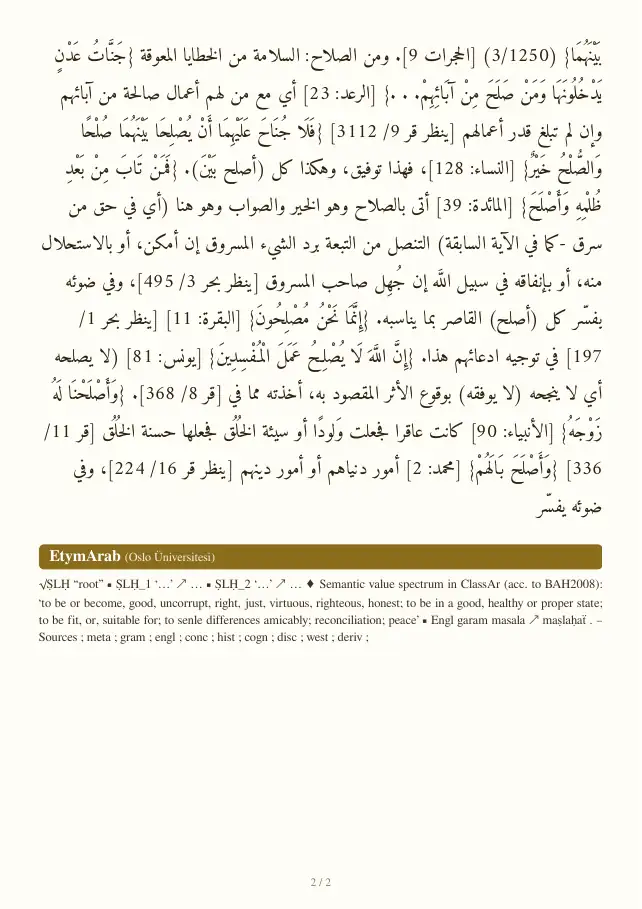 بَيْنَهُمَا} (3/1250) [الحجرات 9]. ومن الصلاح: السلامة من الخطايا المعوقة {جَنَّاتُ عَدْنٍ
يَدْخُلُونَهَا وَمَنْ صَلَحَ مِنْ آبَائِهِمْ. . .} [الرعد: 23] أي مع من لهم أعمال صالحة من آبائهم
وإن لم تبلغ قدر أعمالهم [ينظر قر 9/ 3112] {فَلَا جُنَاحَ عَلَيْهِمَا أَنْ يُصْلِحَا بَيْنَهُمَا صُلْحًا
وَالصُّلْحُ خَيْرٌ} [النساء: 128]، فهذا توفيق، وهكذا كل (أصلح بَيْنَ). {فَمَنْ تَابَ مِنْ بَعْدِ
ظُلْمِهِ وَأَصْلَحَ} [المائدة: 39] أتى بالصلاح وهو الخير والصواب وهو هنا (أي في حق من
سرق -كما في الآية السابقة) التنصل من التبعة برد الشيء المسروق إن أمكن، أو بالاستحلال
منه، أو بإنفاقه في سبيل اللَّه إن جُهِل صاحب المسروق [ينظر بحر 3/ 495]، وفي ضوئه
يفسّر كل (أصلح) القاصر بما يناسبه. {إِنَّمَا نَحْنُ مُصْلِحُونَ} [البقرة: 11] [ينظر بحر 1/
197] في توجيه ادعائهم هذا. {إِنَّ اللَّهَ لَا يُصْلِحُ عَمَلَ الْمُفْسِدِينَ} [يونس: 81] (لا يصلحه
أي لا ينجحه (لا يوفقه) بوقوع الأثر المقصود به، أخذته مما في [قر 8/ 368]. {وَأَصْلَحْنَا لَهُ
زَوْجَهُ} [الأنبياء: 90] كانت عاقرا فجعلت وَلودًا أو سيئة الخُلُق فجعلها حسنة الخُلُق [قر 11/
336] {وَأَصْلَحَ بَالَهُمْ} [محمد: 2] أمور دنياهم أو أمور دينهم [ينظر قر 16/ 224]، وفي
ضوئه يفسّر
EtymArab (Oslo Üniversitesi)
√ṢLḤ “root” ▪ ṢLḤ_1 ‘…’ ↗ … ▪ ṢLḤ_2 ‘…’ ↗ … ♦ Semantic value spectrum in ClassAr (acc. to BAH2008):
‘to be or become, good, uncorrupt, right, just, virtuous, righteous, honest; to be in a good, healthy or proper state;
to be fit, or, suitable for; to senle differences amicably; reconciliation; peace’ ▪ Engl garam masala ↗ maṣlaḥaẗ . –
Sources ; meta ; gram ; engl ; conc ; hist ; cogn ; disc ; west ; deriv ;
2 / 2